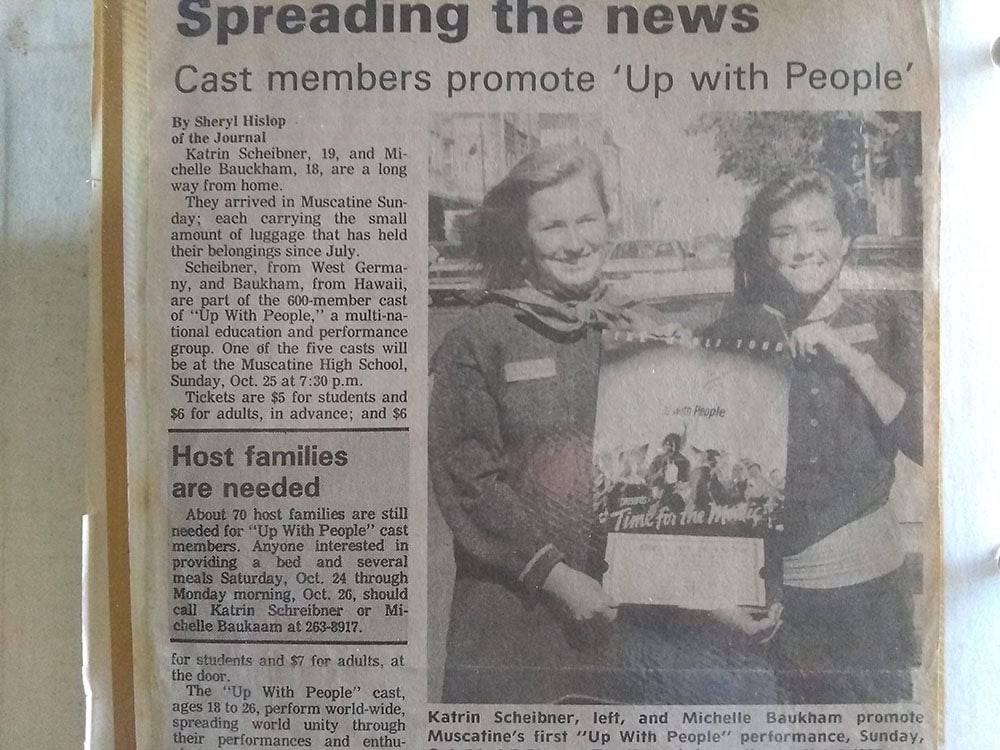 Spreading the news
Cast members promote 'Up with People'
By Sheryl Hislop
of the Journal
Katrin Scheibner, 19, and Mi-
chelle Bauckham, 18, are a long
way from home.
They arrived in Muscatine Sun-
day; each carrying the small
amount of luggage that has held
their belongings since July.
Scheibner, from West Germa-
ny, and Baukham, from Hawaii,
are part of the 600-member cast
of "Up With People," a multi-na-
tional education and performance
group. One of the five casts will
be at the Muscatine High School,
Sunday, Oct. 25 at 7:30 p.m.
Tickets are $5 for students and
$6 for adults, in advance; and $6
Host families
are needed
About 70 host families are still
needed for "Up With People" cast
members. Anyone interested in
providing a bed and several
meals Saturday, Oct. 24 through
Monday morning, Oct. 26, should
call Katrin Schreibner or Mi-
chelle Baukaam at 263-8917.
for students and $7 for adults, at
the door.
The "Up With People" cast,
ages 18 to 26, perform world-wide,
spreading world unity through
their performances and enthu-
TOUR
with People
Time for the Music
Katrin Scheibner, left, and Michelle Baukham promote
Muscatine's first "Up With People" performance, Sunday,